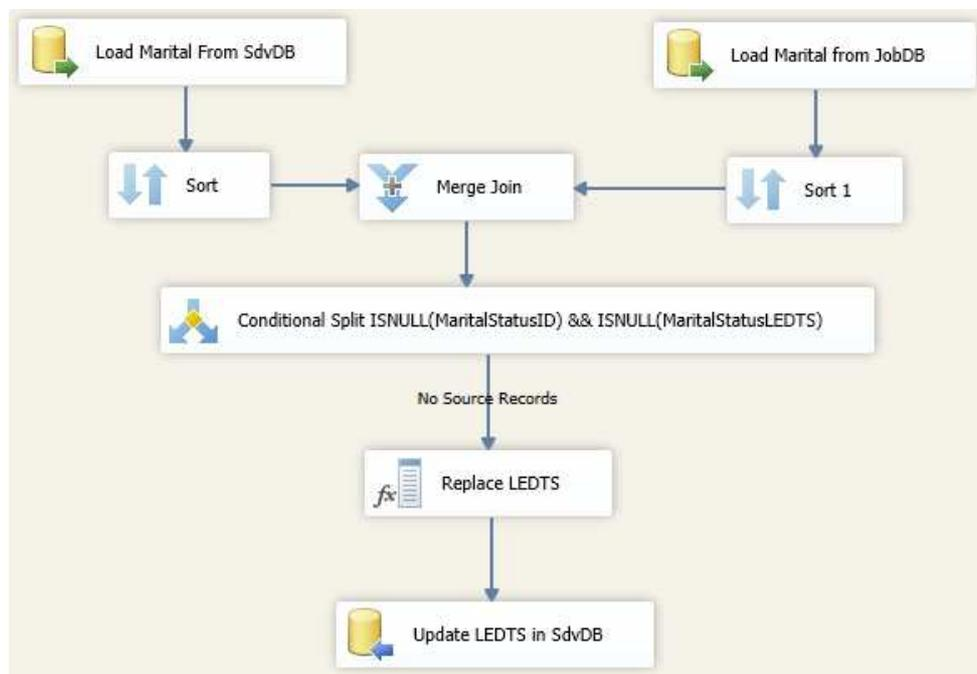 Load Marital From SdvDB
Load Marital from JobDB
Sort
Merge Join
Sort 1
Conditional Split ISNULL(MaritalStatusID) && ISNULL(MaritalStatusLEDTS)
No Source Records
fx
Replace LEDTS
Update LEDTS in SdvDB